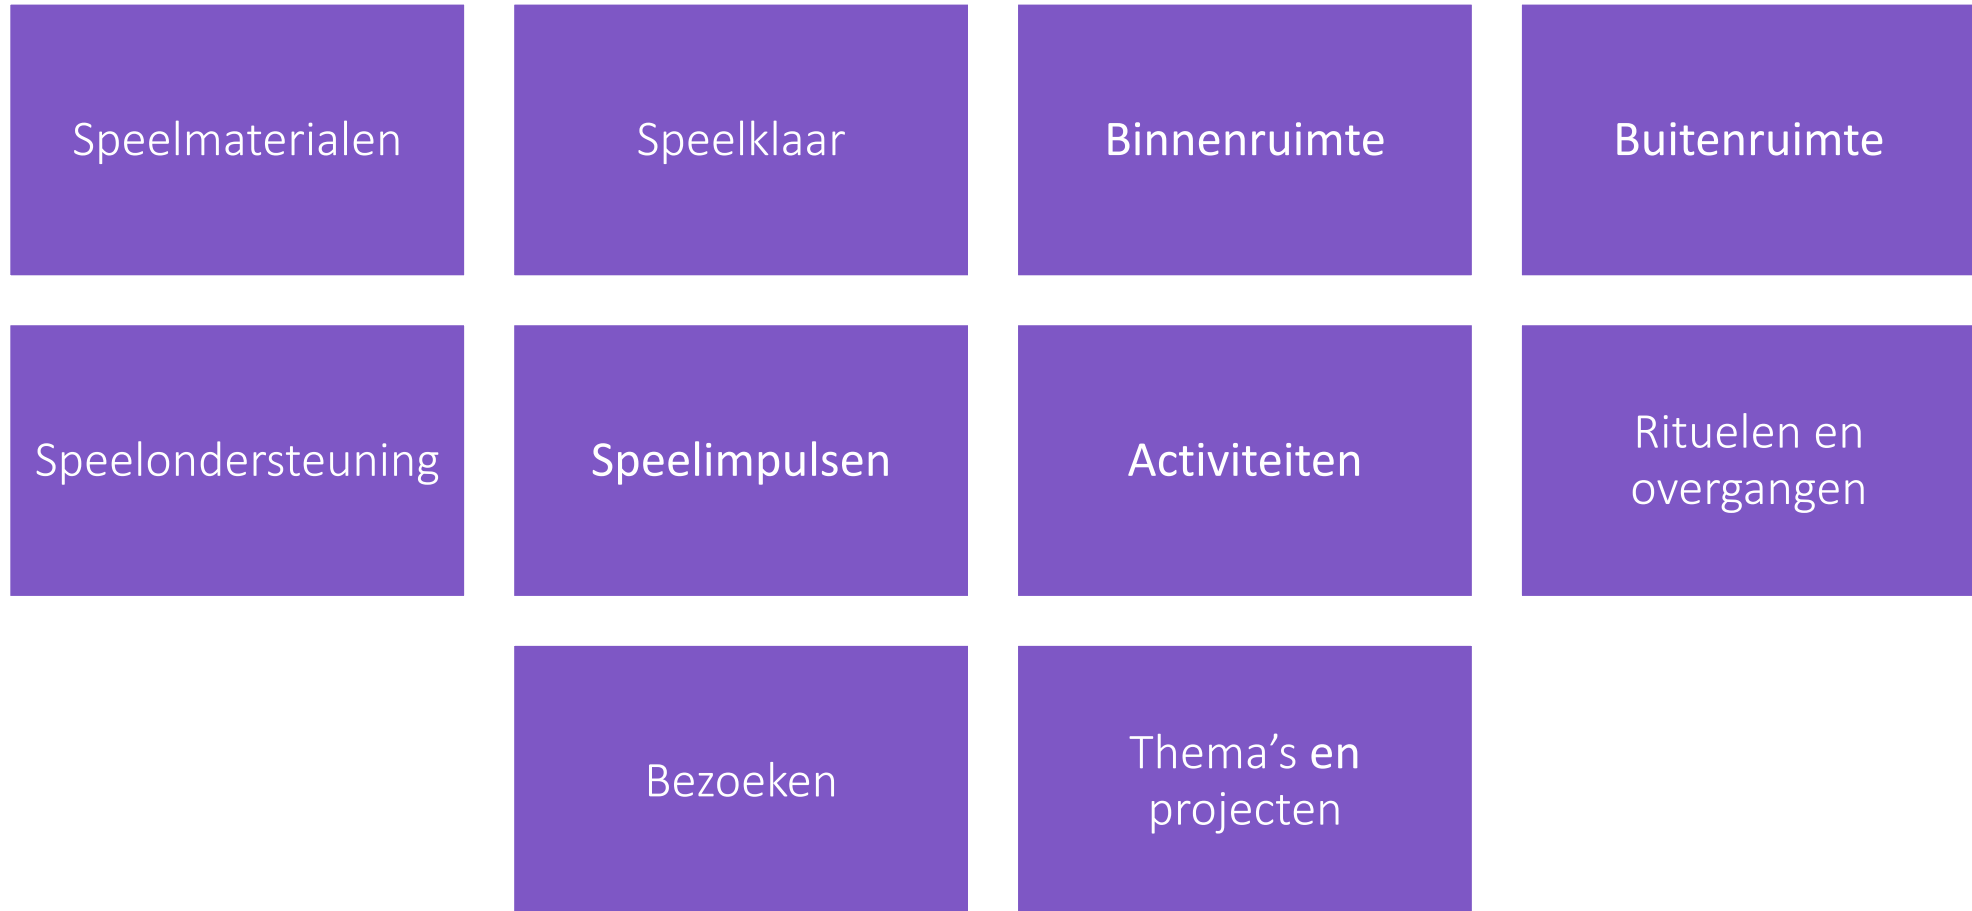 Speelmaterialen
Speelklaar
Binnenruimte
Buitenruimte
Speelondersteuning
Speelimpulsen
Activiteiten
Rituelen en
overgangen
Bezoeken
Thema’s en
projecten